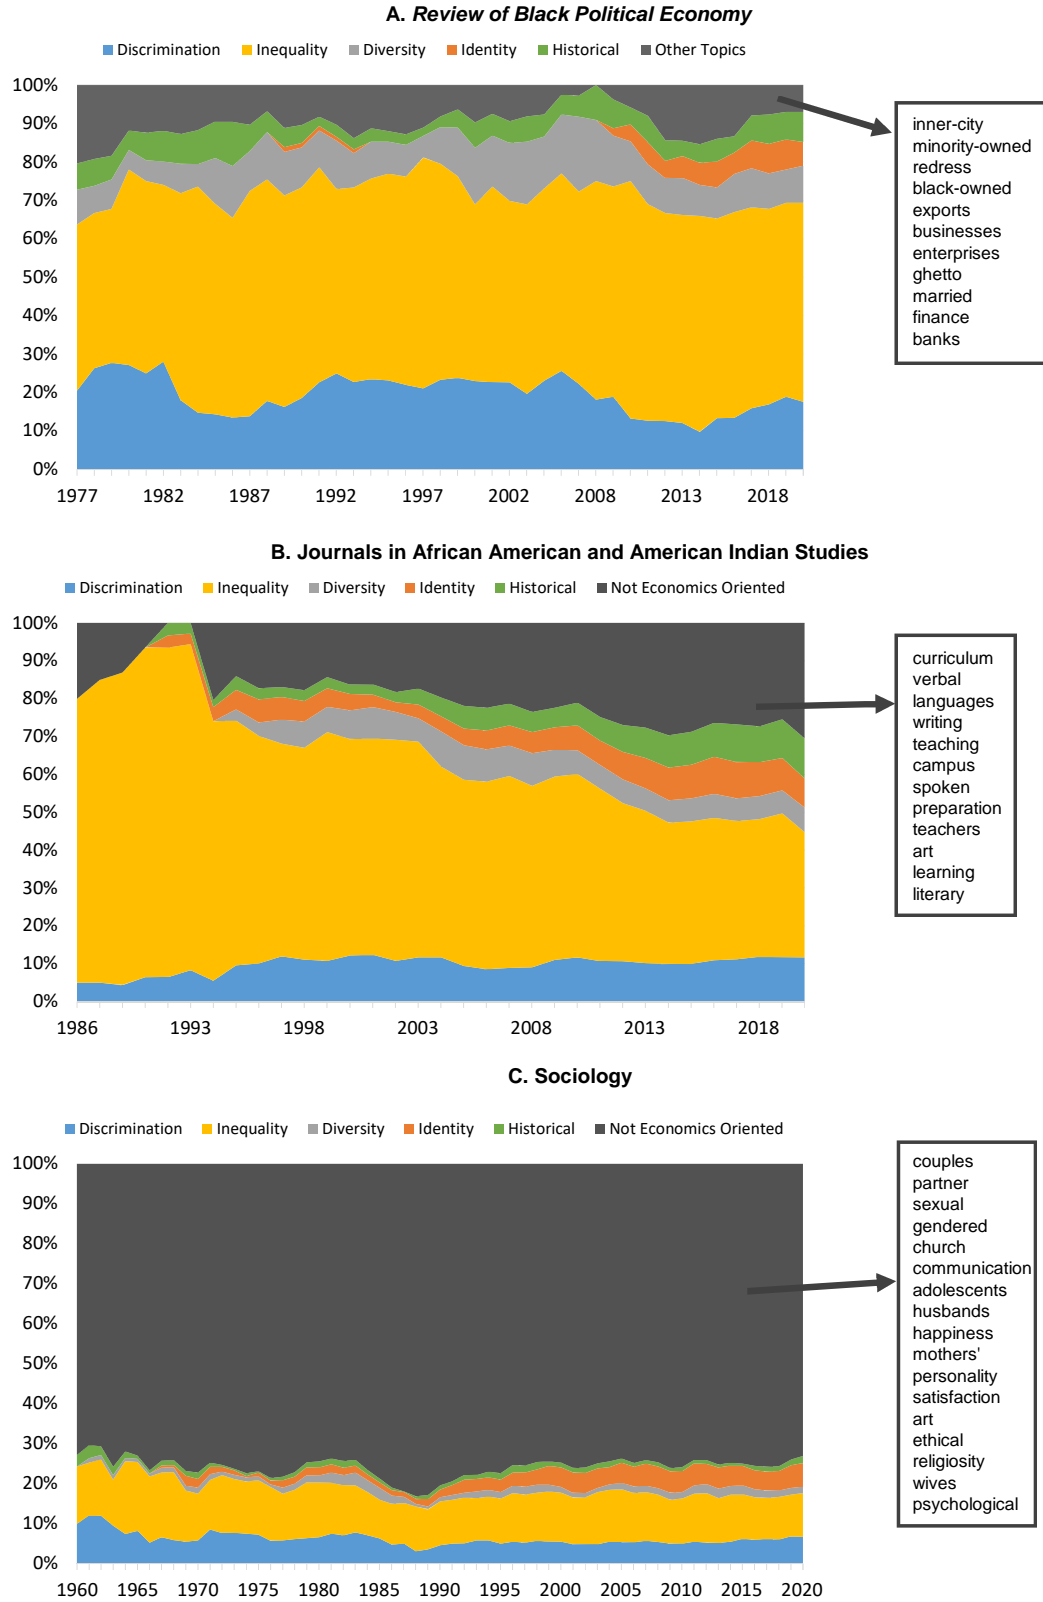 A. Review of Black Political Economy
Discrimination Inequality Diversity Identity Historical Other Topics
100%
90%
80%
70%
60%
50%
40%
30%
20%
10%
0%
1977 1982 1987 1992 1997 2002 2008 2013 2018
inner-city
minority-owned
redress
black-owned
exports
businesses
enterprises
ghetto
married
finance
banks
B. Journals in African American and American Indian Studies
Discrimination Inequality Diversity Identity Historical Not Economics Oriented
100%
90%
80%
70%
60%
50%
40%
30%
20%
10%
0%
1986 1993 1998 2003 2008 2013 2018
curriculum
verbal
languages
writing
teaching
campus
spoken
preparation
teachers
art
learning
literary
C. Sociology
Discrimination Inequality Diversity Identity Historical Not Economics Oriented
100%
90%
80%
70%
60%
50%
40%
30%
20%
10%
0%
1960 1965 1970 1975 1980 1985 1990 1995 2000 2005 2010 2015 2020
couples
partner
sexual
gendered
church
communication
adolescents
husbands
happiness
mothers'
personality
satisfaction
art
ethical
religiosity
wives
psychological